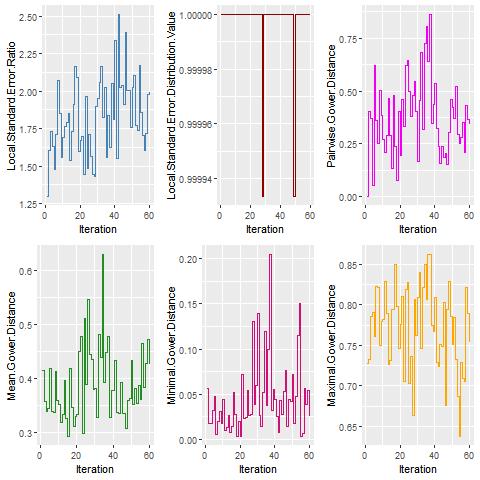 Local.Standard.Error.Ratio
2.50
2.25
2.00
1.75
1.50
1.25
0 20 40 60
Iteration
Local.Standard.Error.Distribution.Value
1.00000
0.99998
0.99996
0.99994
0 20 40 60
Iteration
Pairwise.Gower.Distance
0.75
0.50
0.25
0.00
0 20 40 60
Iteration
Mean.Gower.Distance
0.6
0.5
0.4
0.3
0 20 40 60
Iteration
Minimal.Gower.Distance
0.20
0.15
0.10
0.05
0.00
0 20 40 60
Iteration
Maximal.Gower.Distance
0.85
0.80
0.75
0.70
0.65
0 20 40 60
Iteration